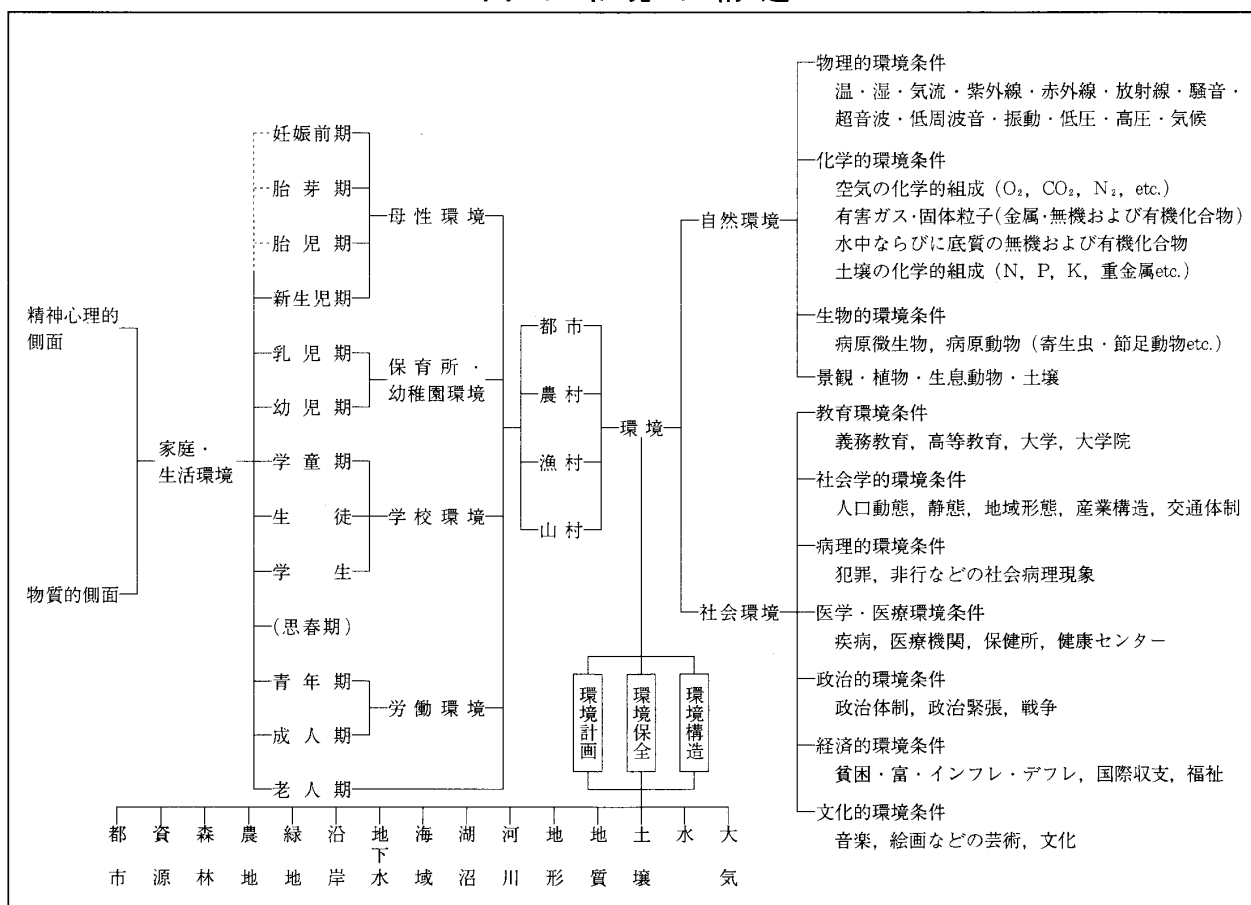 精神心理的
側面
物質的側面
家庭・
生活環境
妊娠前期
胎芽期
胎児期
新生児期
乳児期
幼児期
学童期
生徒
学生
(思春期)
青年期
成人期
老人期
母性環境
保育所・
幼稚園環境
学校環境
労働環境
都市
農村
漁村
山村
環境
環境計画
環境保全
環境構造
自然環境
物理的環境条件
温・湿・気流・紫外線・赤外線・放射線・騒音・
超音波・低周波音・振動・低圧・高圧・気候
化学的環境条件
空気の化学的組成 (O₂, CO₂, N₂, etc.)
有害ガス・固体粒子(金属・無機および有機化合物)
水中ならびに底質の無機および有機化合物
土壌の化学的組成 (N, P, K, 重金属etc.)
生物的環境条件
病原微生物, 病原動物 (寄生虫・節足動物etc.)
景観・植物・生息動物・土壌
社会環境
教育環境条件
義務教育, 高等教育, 大学, 大学院
社会学的環境条件
人口動態, 静態, 地域形態, 産業構造, 交通体制
病理的環境条件
犯罪, 非行などの社会病理現象
医学・医療環境条件
疾病, 医療機関, 保健所, 健康センター
政治的環境条件
政治体制, 政治緊張, 戦争
経済的環境条件
貧困・富・インフレ・デフレ, 国際収支, 福祉
文化的環境条件
音楽, 絵画などの芸術, 文化
都市
資源
森林
農地
緑地
沿岸
地下水
海域
湖沼
河川
地形
地質
土壌
水
大気